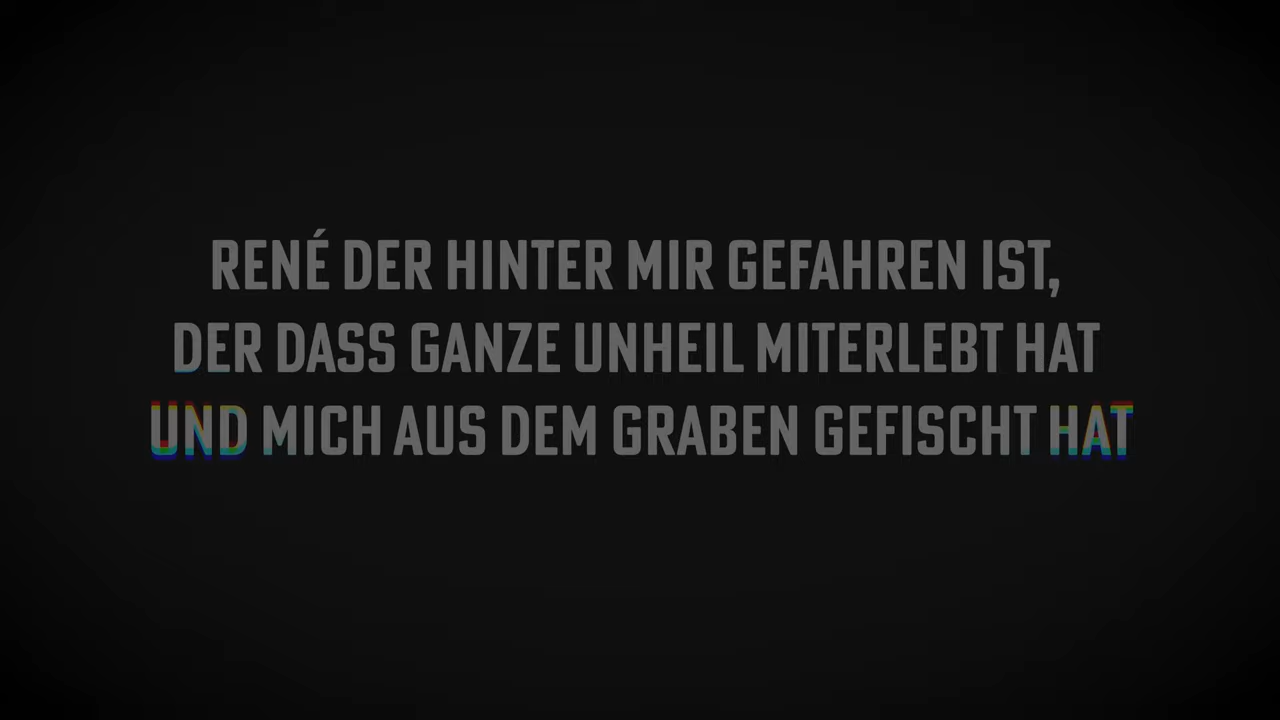 RENÉ DER HINTER MIR GEFAHREN IST,
DER DASS GANZE UNHEIL MITERLEBT HAT
UND MICH AUS DEM GRABEN GEFISCHT HAT